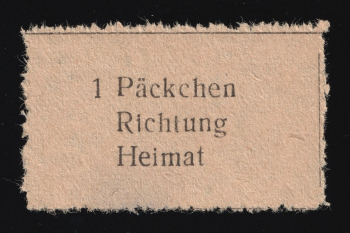 1 Päckchen
Richtung
Heimat